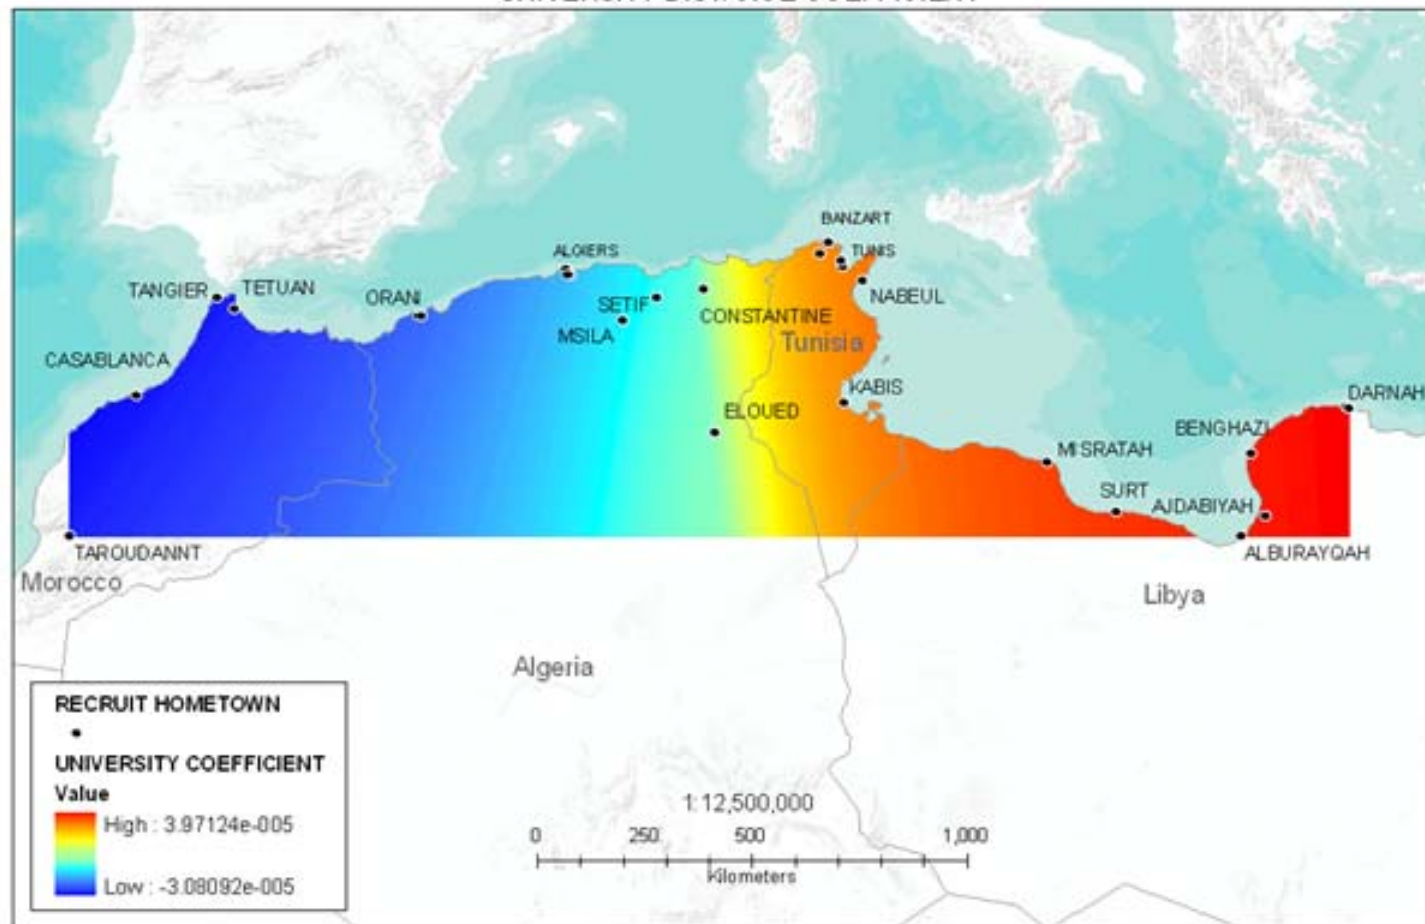 BANZART
TUNIS
ALGIERS
TANGIER
TETUAN
ORAN
SETIF
NABEUL
CONSTANTINE
MSILA
Tunisia
CASABLANCA
KABIS
DARNAH
ELOUED
BENGHAZI
MISRATAH
SURT
AJDABIYAH
TAROUDANNT
ALBURAYQAH
Morocco
Libya
Algeria
RECRUIT HOMETOWN
UNIVERSITY COEFFICIENT
Value
High : 3.97124e-005
Low : -3.08092e-005
1:12,500,000
0 250 500 1,000
Kilometers